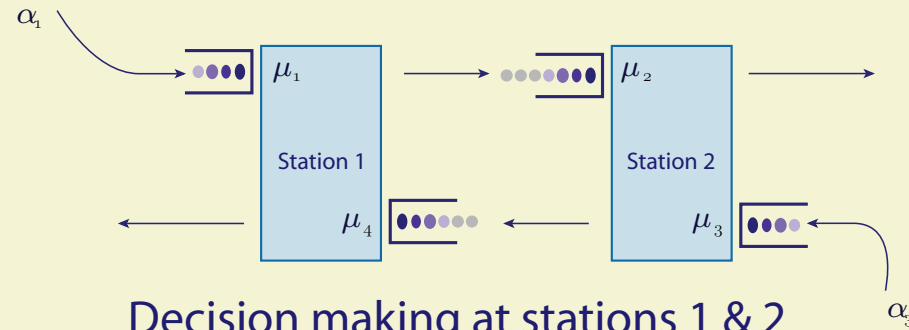 α₁
μ₁
μ₂
Station 1
Station 2
μ₄
μ₃
α₃
Decision making at stations 1 & 2